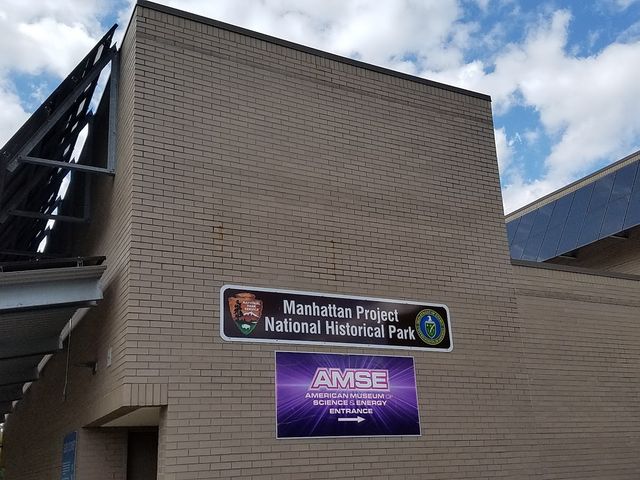 Manhattan Project
National Historical Park
AMSE
AMERICAN MUSEUM OF
SCIENCE & ENERGY
ENTRANCE